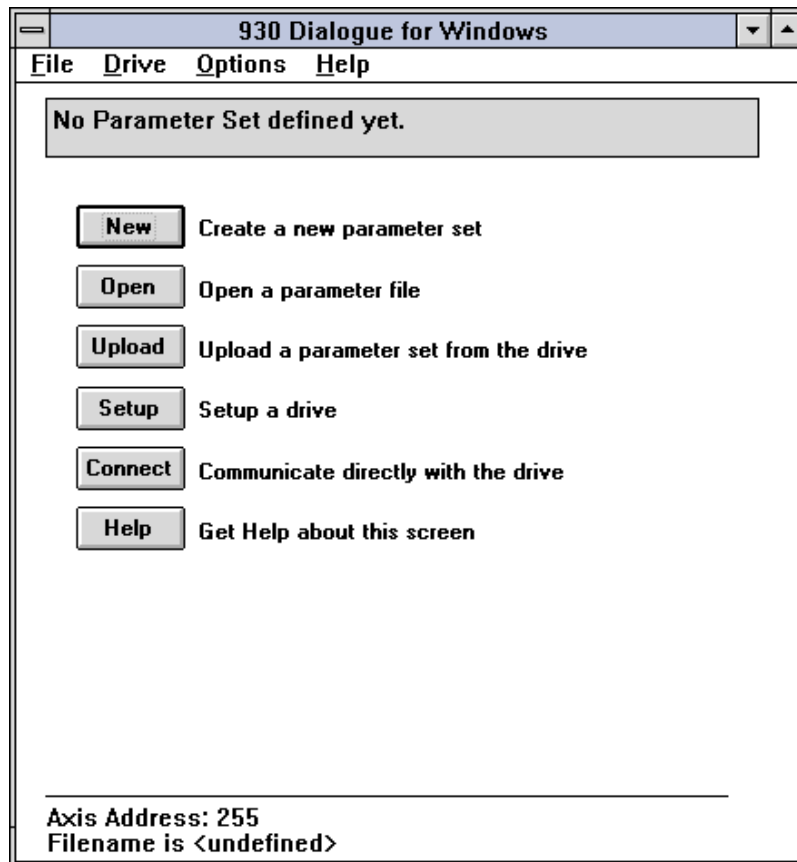 930 Dialogue for Windows
File Drive Options Help
No Parameter Set defined yet.
New Create a new parameter set
Open Open a parameter file
Upload Upload a parameter set from the drive
Setup Setup a drive
Connect Communicate directly with the drive
Help Get Help about this screen
Axis Address: 255
Filename is <undefined>